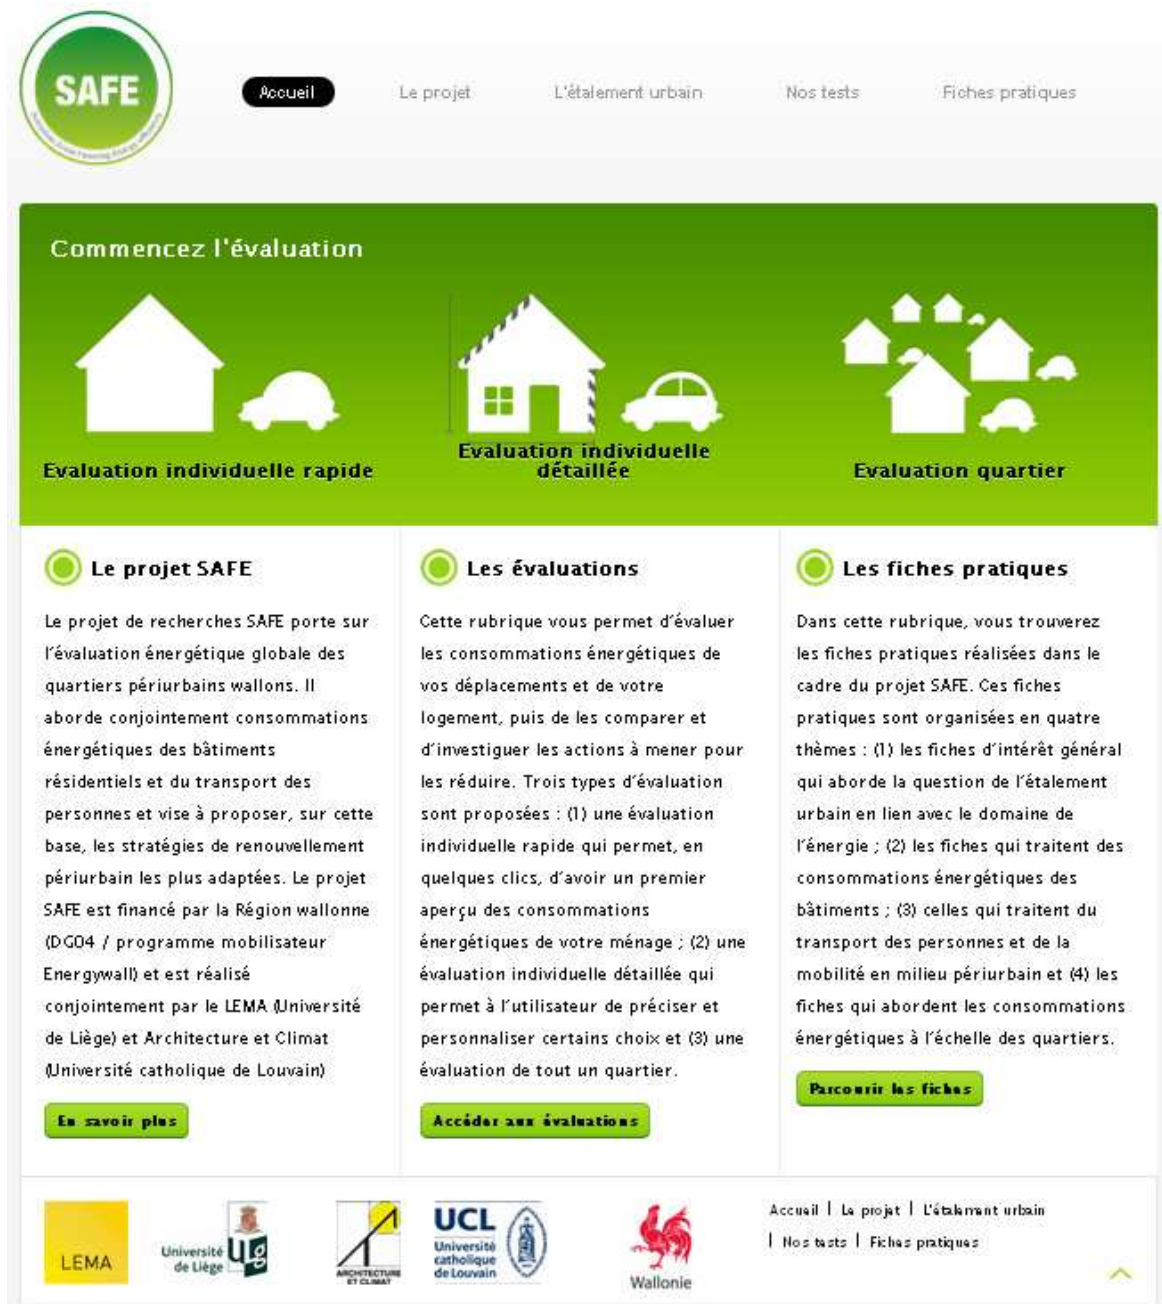 SAFE
Accueil
Le projet
L'étalement urbain
Nos tests
Fiches pratiques
Commencez l'évaluation
Evaluation individuelle rapide
Evaluation individuelle
détaillée
Evaluation quartier
Le projet SAFE
Le projet de recherches SAFE porte sur
l'évaluation énergétique globale des
quartiers périurbains wallons. Il
aborde conjointement consommations
énergétiques des bâtiments
résidentiels et du transport des
personnes et vise à proposer, sur cette
base, les stratégies de renouvellement
périurbain les plus adaptées. Le projet
SAFE est financé par la Région wallonne
(DGO4 / programme mobilisateur
Energywall) et est réalisé
conjointement par le LEMA (Université
de Liège) et Architecture et Climat
(Université catholique de Louvain)
En savoir plus
Les évaluations
Cette rubrique vous permet d'évaluer
les consommations énergétiques de
vos déplacements et de votre
logement, puis de les comparer et
d'investiguer les actions à mener pour
les réduire. Trois types d'évaluation
sont proposées : (1) une évaluation
individuelle rapide qui permet, en
quelques clics, d'avoir un premier
aperçu des consommations
énergétiques de votre ménage ; (2) une
évaluation individuelle détaillée qui
permet à l'utilisateur de préciser et
personnaliser certains choix et (3) une
évaluation de tout un quartier.
Accéder aux évaluations
Les fiches pratiques
Dans cette rubrique, vous trouverez
les fiches pratiques réalisées dans le
cadre du projet SAFE. Ces fiches
pratiques sont organisées en quatre
thèmes : (1) les fiches d'intérêt général
qui aborde la question de l'étalement
urbain en lien avec le domaine de
l'énergie ; (2) les fiches qui traitent des
consommations énergétiques des
bâtiments ; (3) celles qui traitent du
transport des personnes et de la
mobilité en milieu périurbain et (4) les
fiches qui abordent les consommations
énergétiques à l'échelle des quartiers.
Parcourir les fiches
LEMA
Université
de Liège
ULg
ARCHITECTURE
ET CLIMAT
UCL
Université
catholique
de Louvain
Wallonie
Accueil | Le projet | L'étalement urbain
| Nos tests | Fiches pratiques